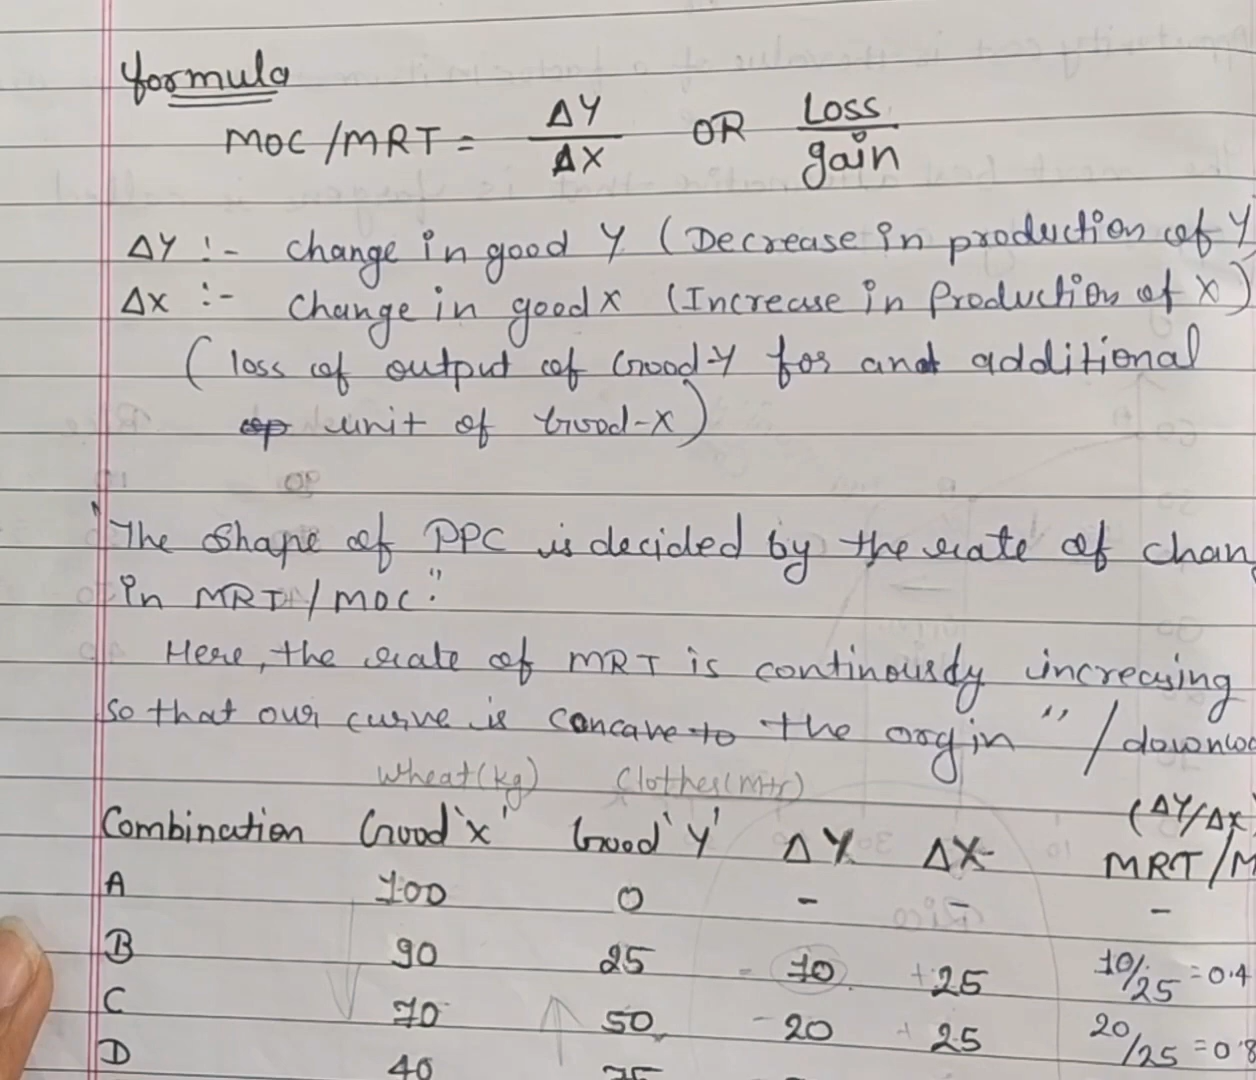 formula
MOC/MRT = ΔY/ΔX OR Loss/gain
ΔY :- change in good Y (Decrease in production of Y
ΔX :- change in good x (Increase in Production of X)
(loss of output of Good-Y for and additional
unit of Good-X)
"The Shape of PPC is decided by the rate of chan
in MRT/MOC."
Here, the rate of MRT is continously increasing
so that our curve is concave to the orgin" /downwa
Wheat(kg) Clothes(mtr)
Combination Good 'x' Good 'y' ΔY ΔX (ΔY/ΔX MRT/M
A 100 0 - - -
B 90 25 -10 +25 10/25 = 0.4
C 70 50 -20 +25 20/25 = 0.8
D 40 75